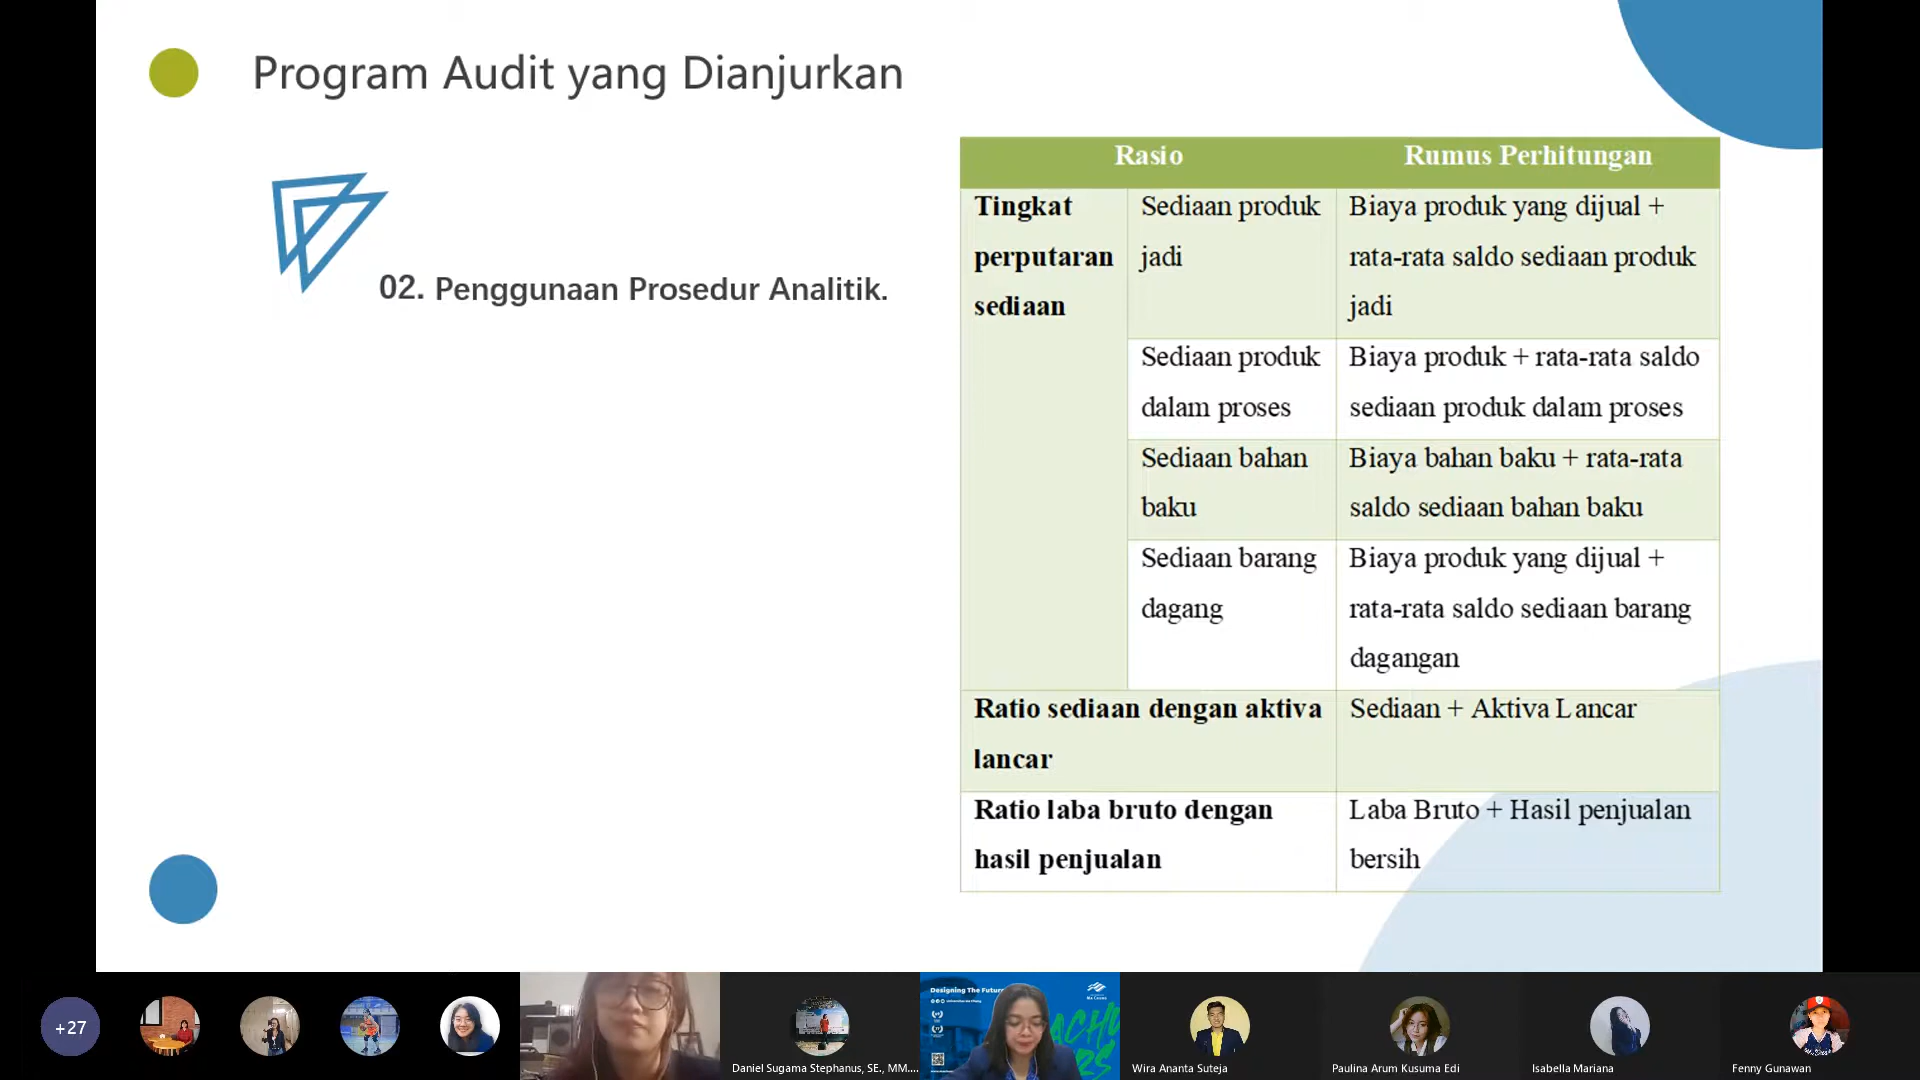 Program Audit yang Dianjurkan
02. Penggunaan Prosedur Analitik.
Rasio
Rumus Perhitungan
Tingkat
perputaran
sediaan
Sediaan produk
jadi
Biaya produk yang dijual +
rata-rata saldo sediaan produk
jadi
Sediaan produk
dalam proses
Biaya produk + rata-rata saldo
sediaan produk dalam proses
Sediaan bahan
baku
Biaya bahan baku + rata-rata
saldo sediaan bahan baku
Sediaan barang
dagang
Biaya produk yang dijual +
rata-rata saldo sediaan barang
dagangan
Ratio sediaan dengan aktiva
lancar
Sediaan + Aktiva Lancar
Ratio laba bruto dengan
hasil penjualan
Laba Bruto + Hasil penjualan
bersih
+27
Daniel Sugama Stephanus, SE., MM....
Designing The Future
MA CHUNG
Wira Ananta Suteja
Paulina Arum Kusuma Edi
Isabella Mariana
Fenny Gunawan